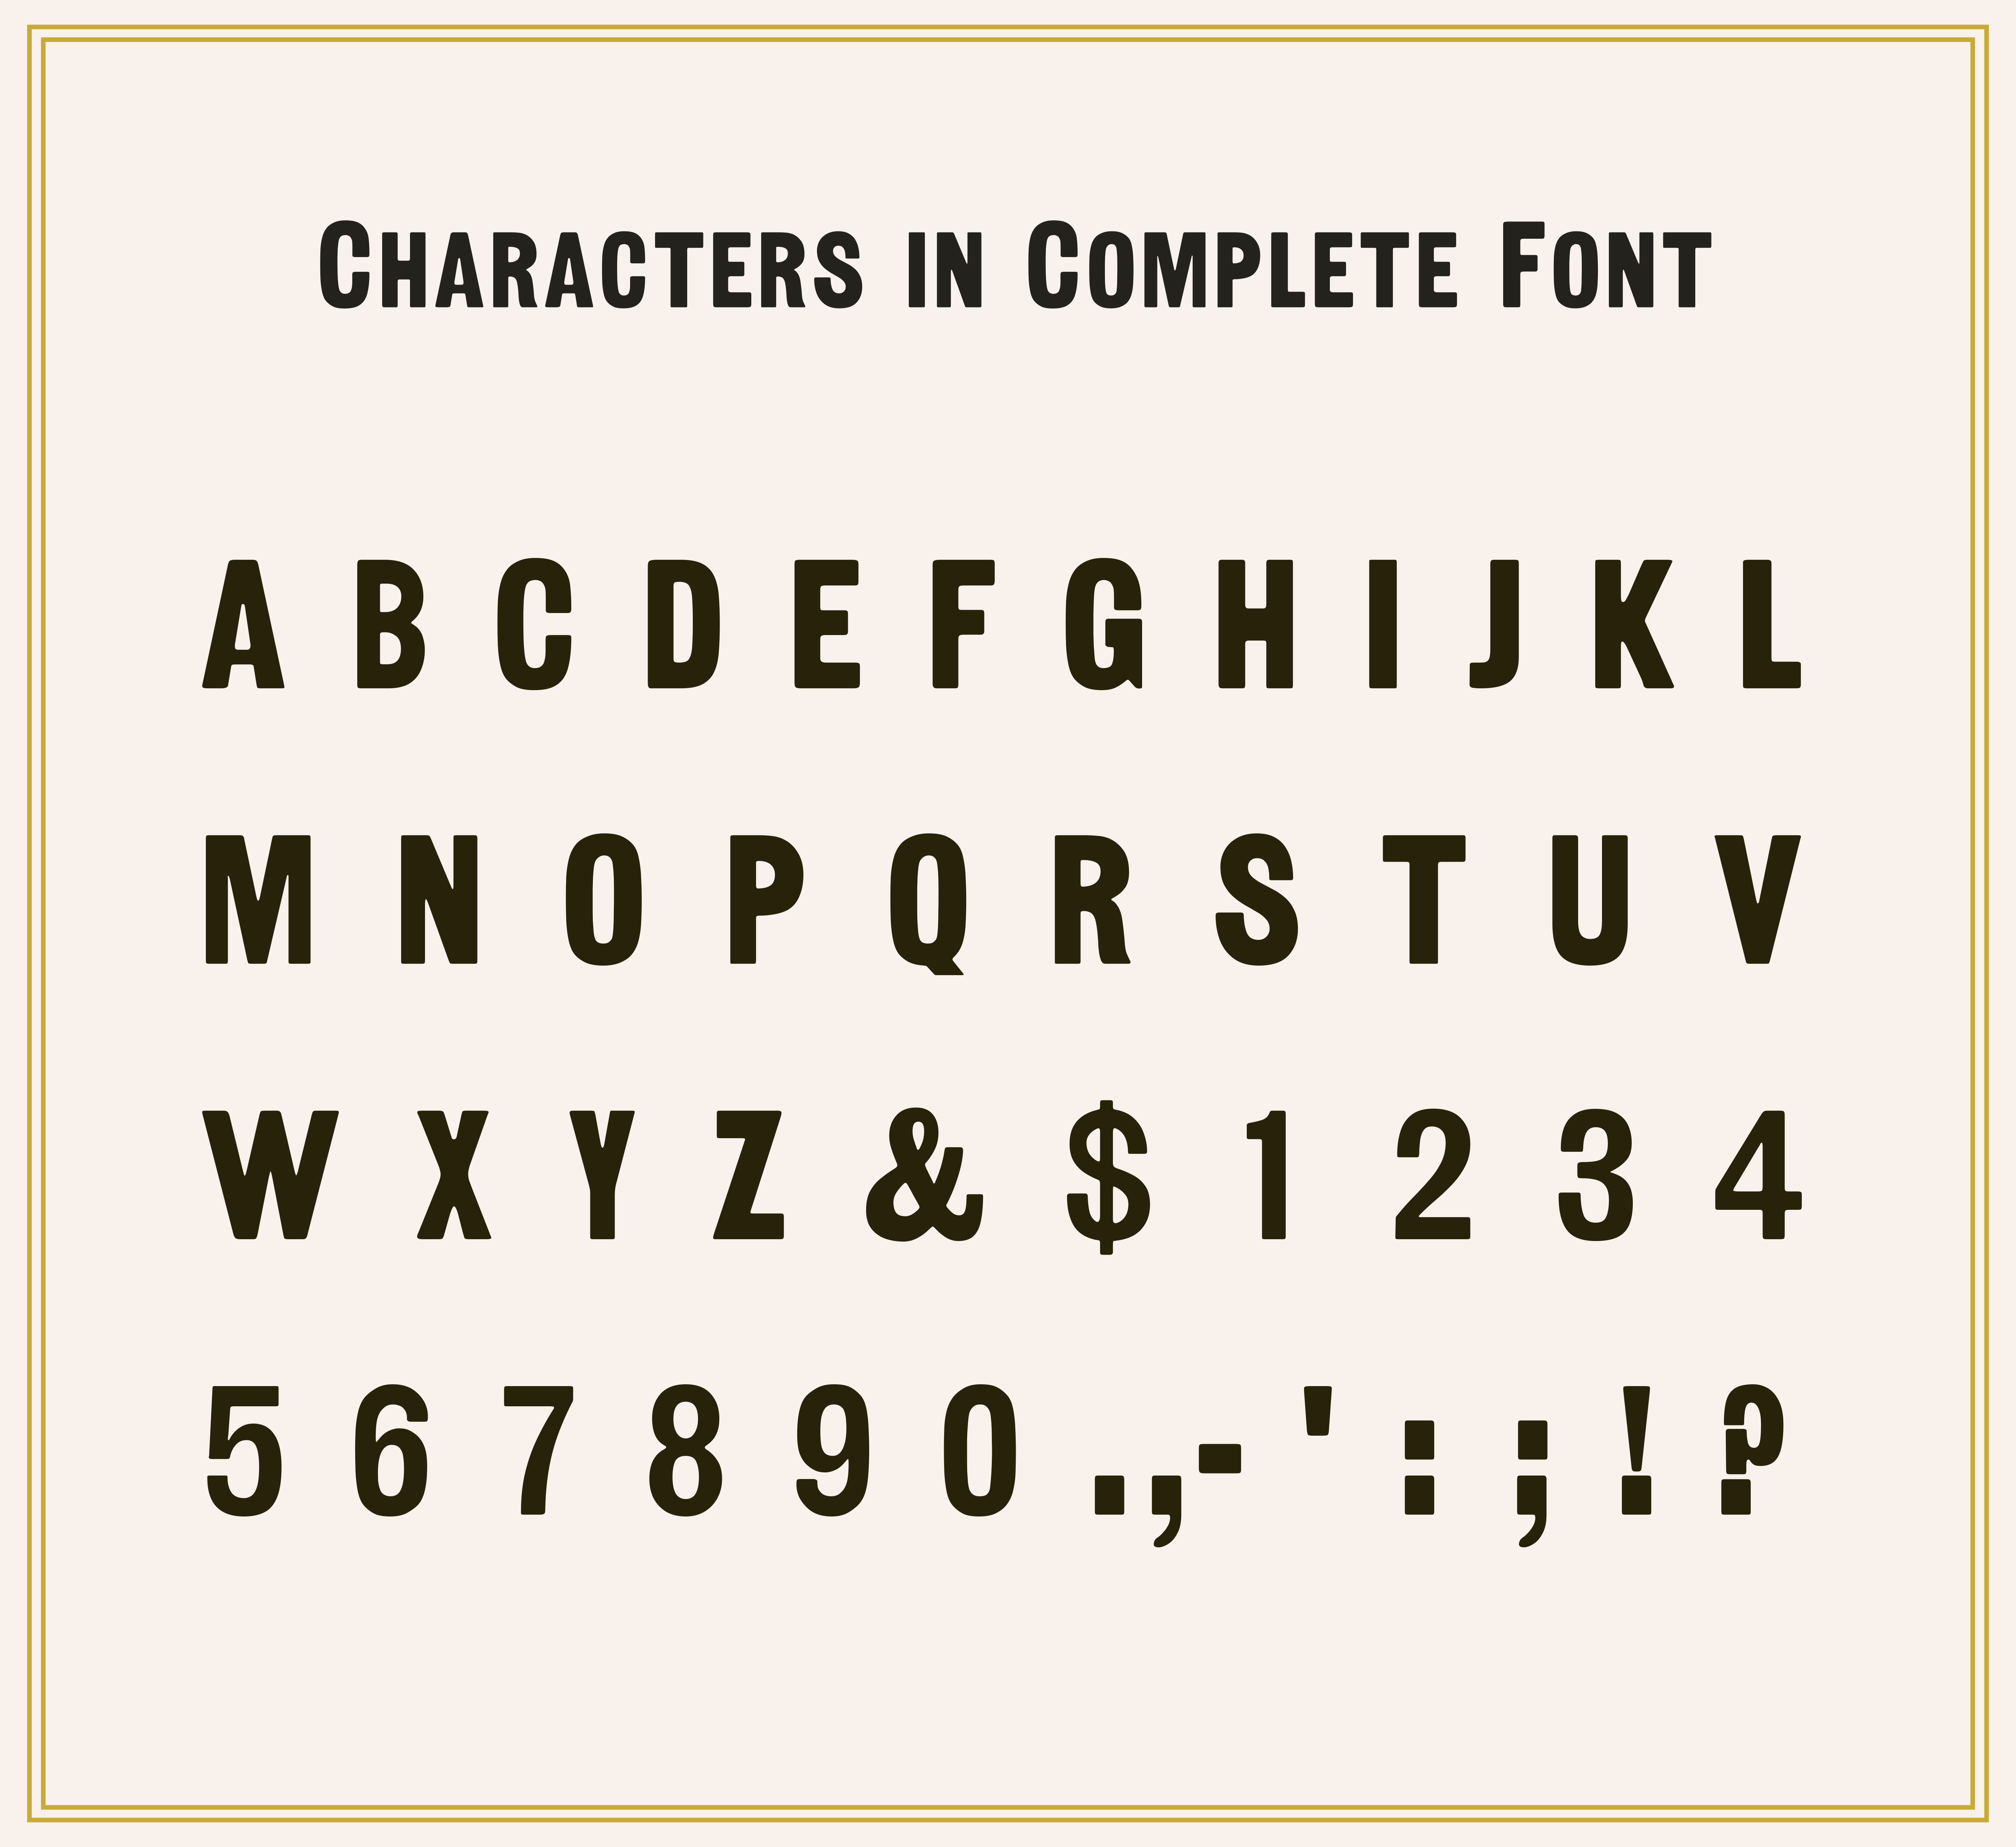 Characters in Complete Font
A B C D E F G H I J K L
M N O P Q R S T U V
W X Y Z & $ 1 2 3 4
5 6 7 8 9 0 . , - ' : ; ! ?